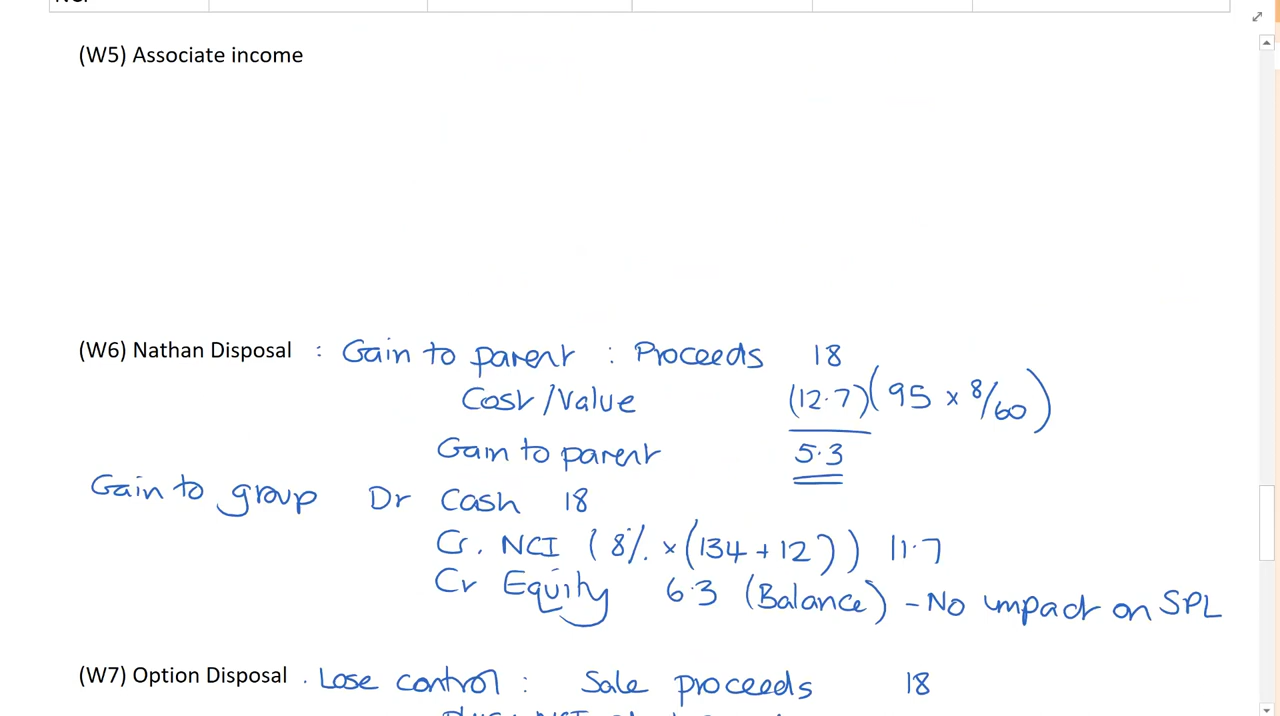 (W5) Associate income
(W6) Nathan Disposal : Gain to parent : Proceeds 18
Cost/Value (12.7) (95 x 8/60)
Gain to parent 5.3
Gain to group Dr Cash 18
Cr. NCI (8% x (134 + 12)) 11.7
Cr Equity 6.3 (Balance) - No impact on SPL
(W7) Option Disposal . Lose control : Sale proceeds 18